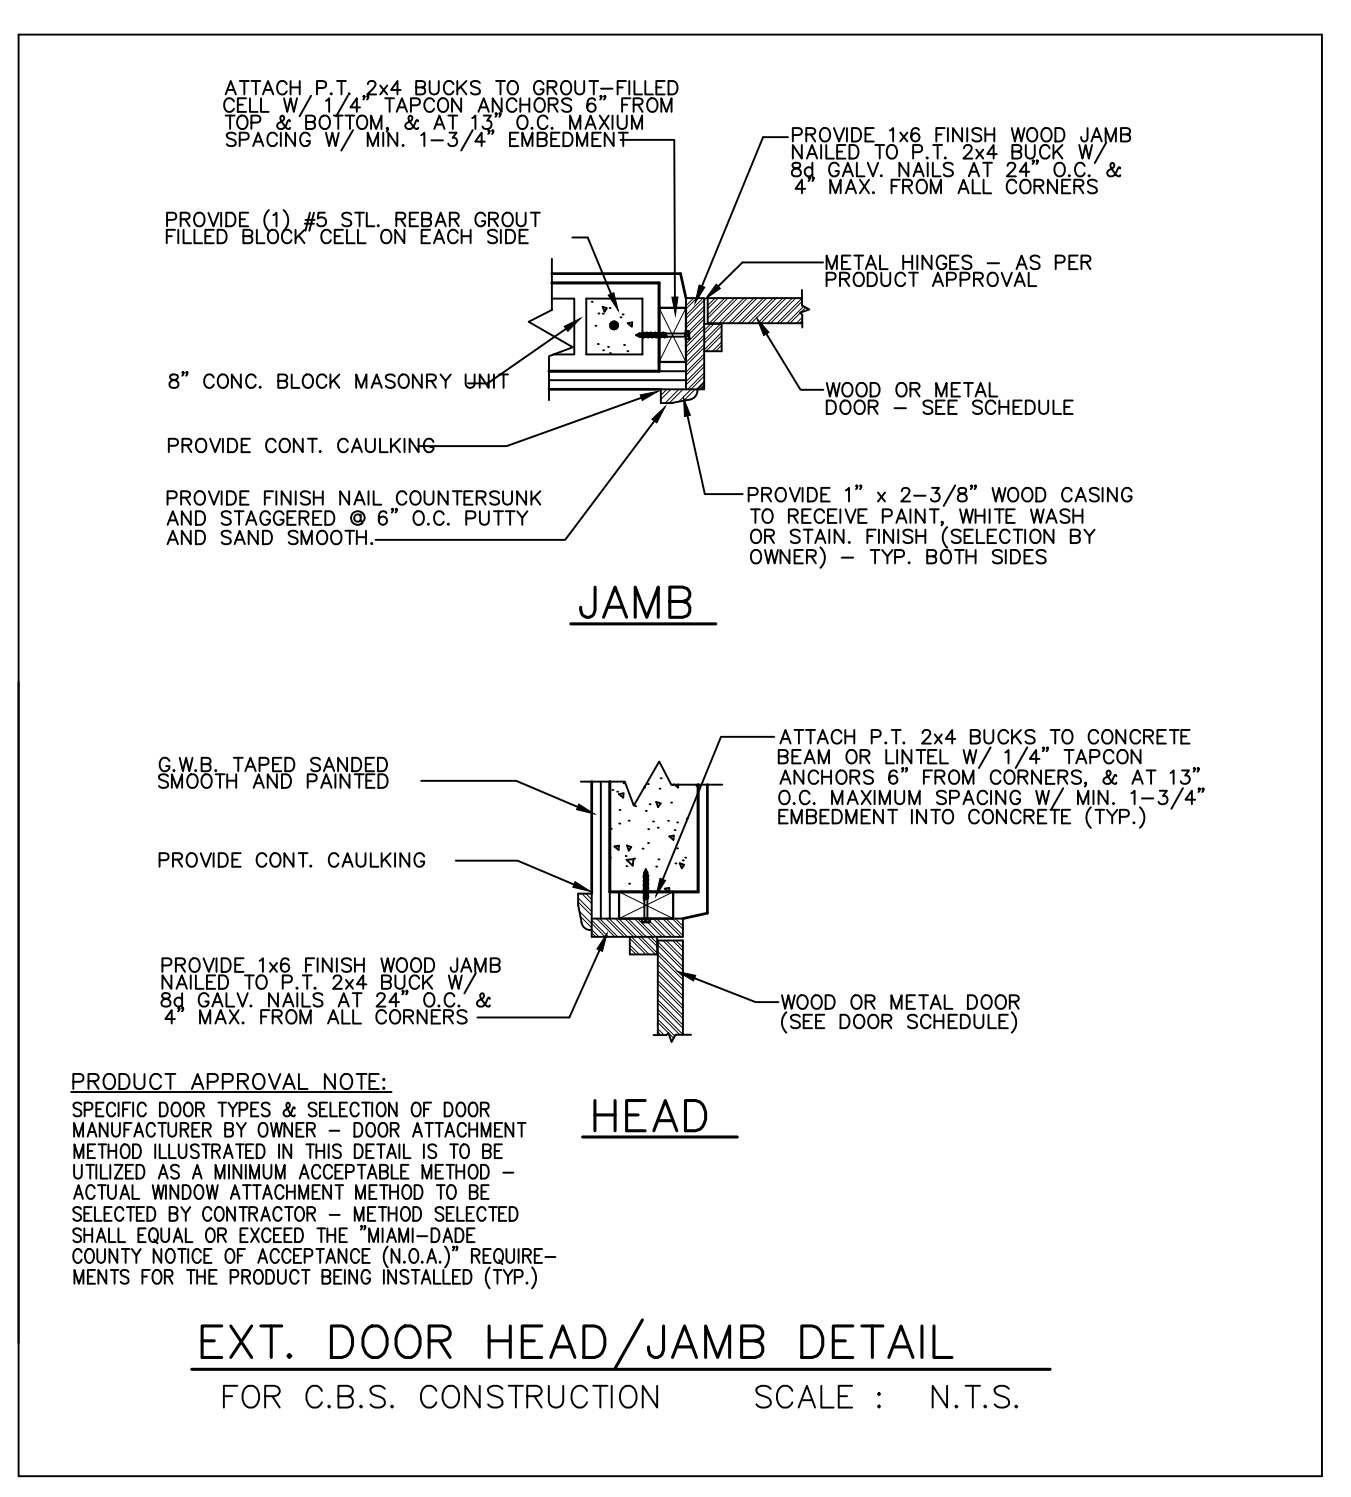 ATTACH P.T. 2x4 BUCKS TO GROUT-FILLED
CELL W/ 1/4" TAPCON ANCHORS 6" FROM
TOP & BOTTOM, & AT 13" O.C. MAXIUM
SPACING W/ MIN. 1-3/4" EMBEDMENT
PROVIDE 1x6 FINISH WOOD JAMB
NAILED TO P.T. 2x4 BUCK W/
8d GALV. NAILS AT 24" O.C. &
4" MAX. FROM ALL CORNERS
PROVIDE (1) #5 STL. REBAR GROUT
FILLED BLOCK CELL ON EACH SIDE
METAL HINGES - AS PER
PRODUCT APPROVAL
8" CONC. BLOCK MASONRY UNIT
WOOD OR METAL
DOOR - SEE SCHEDULE
PROVIDE CONT. CAULKING
PROVIDE FINISH NAIL COUNTERSUNK
AND STAGGERED @ 6" O.C. PUTTY
AND SAND SMOOTH.
PROVIDE 1" x 2-3/8" WOOD CASING
TO RECEIVE PAINT, WHITE WASH
OR STAIN. FINISH (SELECTION BY
OWNER) - TYP. BOTH SIDES
JAMB
ATTACH P.T. 2x4 BUCKS TO CONCRETE
BEAM OR LINTEL W/ 1/4" TAPCON
ANCHORS 6" FROM CORNERS, & AT 13"
O.C. MAXIMUM SPACING W/ MIN. 1-3/4"
EMBEDMENT INTO CONCRETE (TYP.)
G.W.B. TAPED SANDED
SMOOTH AND PAINTED
PROVIDE CONT. CAULKING
PROVIDE 1x6 FINISH WOOD JAMB
NAILED TO P.T. 2x4 BUCK W/
8d GALV. NAILS AT 24" O.C. &
4" MAX. FROM ALL CORNERS
WOOD OR METAL DOOR
(SEE DOOR SCHEDULE)
HEAD
PRODUCT APPROVAL NOTE:
SPECIFIC DOOR TYPES & SELECTION OF DOOR
MANUFACTURER BY OWNER - DOOR ATTACHMENT
METHOD ILLUSTRATED IN THIS DETAIL IS TO BE
UTILIZED AS A MINIMUM ACCEPTABLE METHOD -
ACTUAL WINDOW ATTACHMENT METHOD TO BE
SELECTED BY CONTRACTOR - METHOD SELECTED
SHALL EQUAL OR EXCEED THE "MIAMI-DADE
COUNTY NOTICE OF ACCEPTANCE (N.O.A.)" REQUIRE-
MENTS FOR THE PRODUCT BEING INSTALLED (TYP.)
EXT. DOOR HEAD/JAMB DETAIL
FOR C.B.S. CONSTRUCTION SCALE : N.T.S.